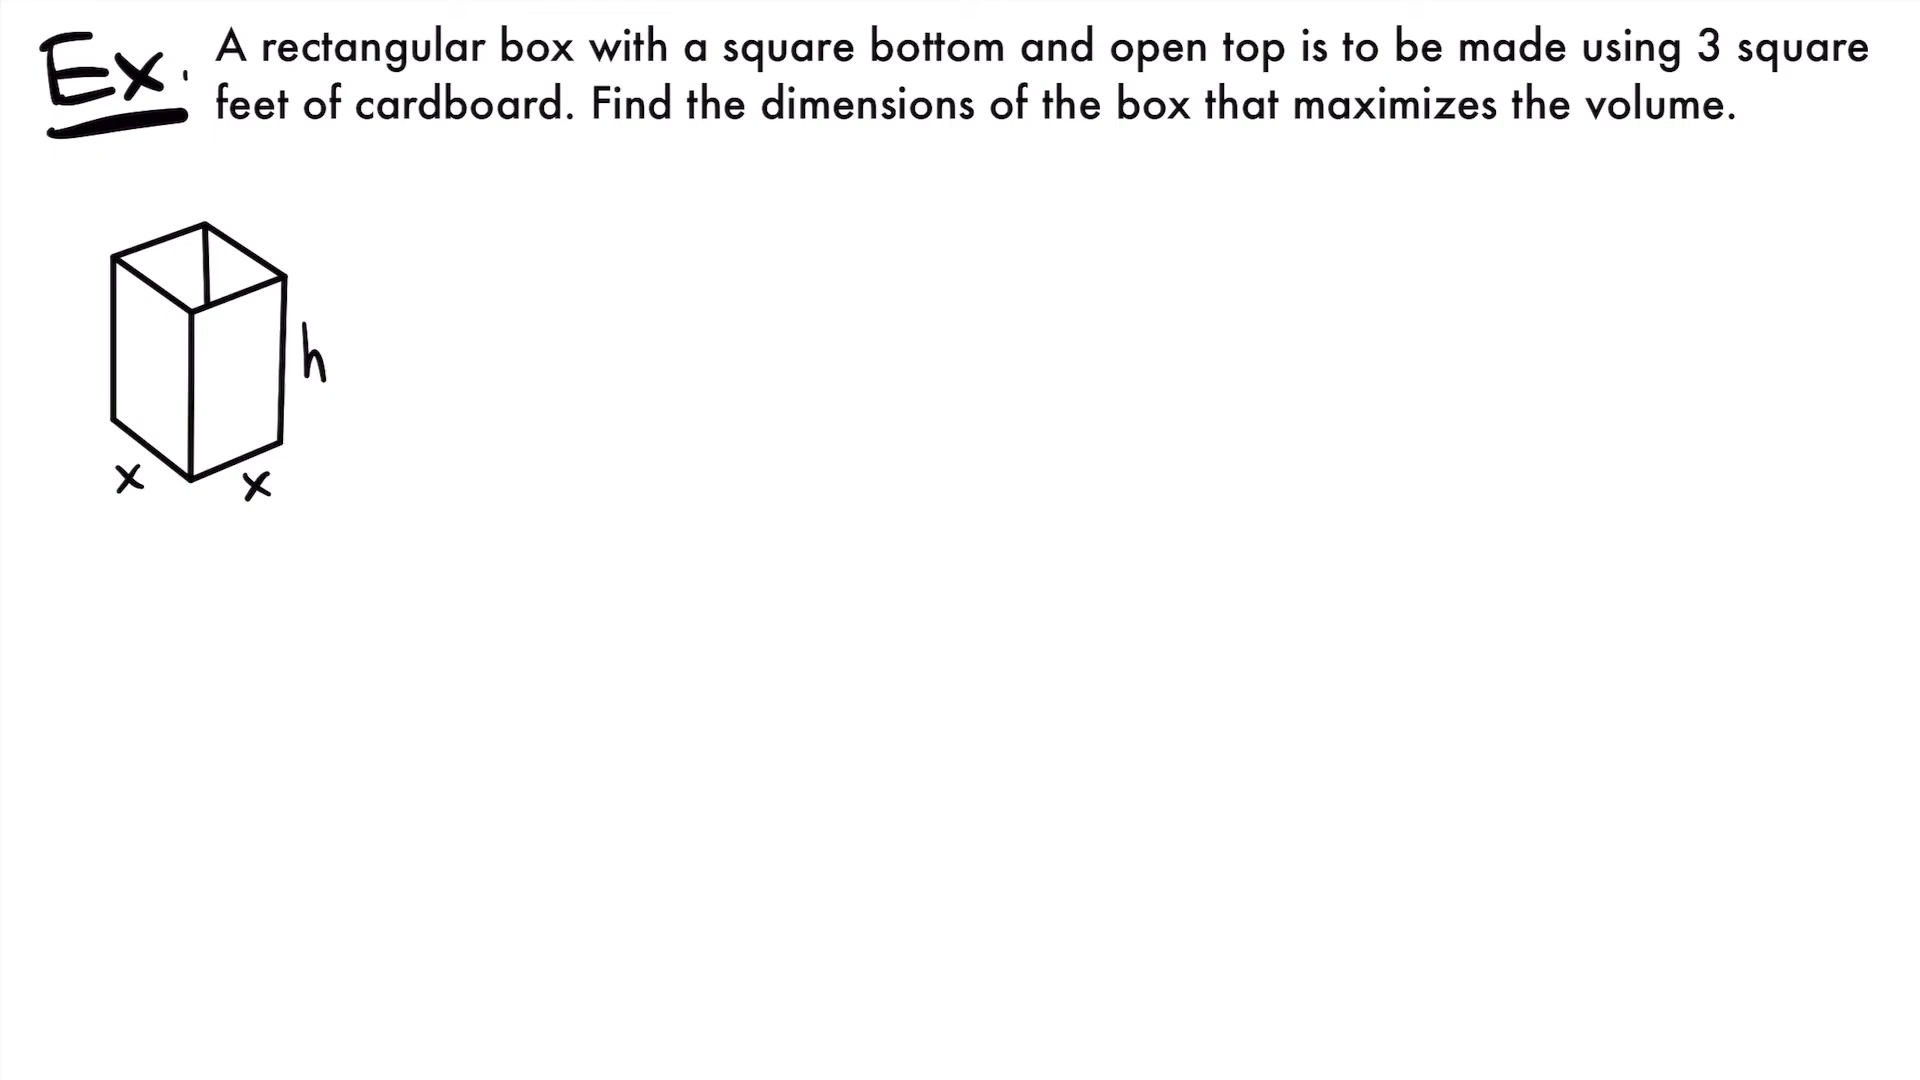 Ex. A rectangular box with a square bottom and open top is to be made using 3 square
feet of cardboard. Find the dimensions of the box that maximizes the volume.
h
x x